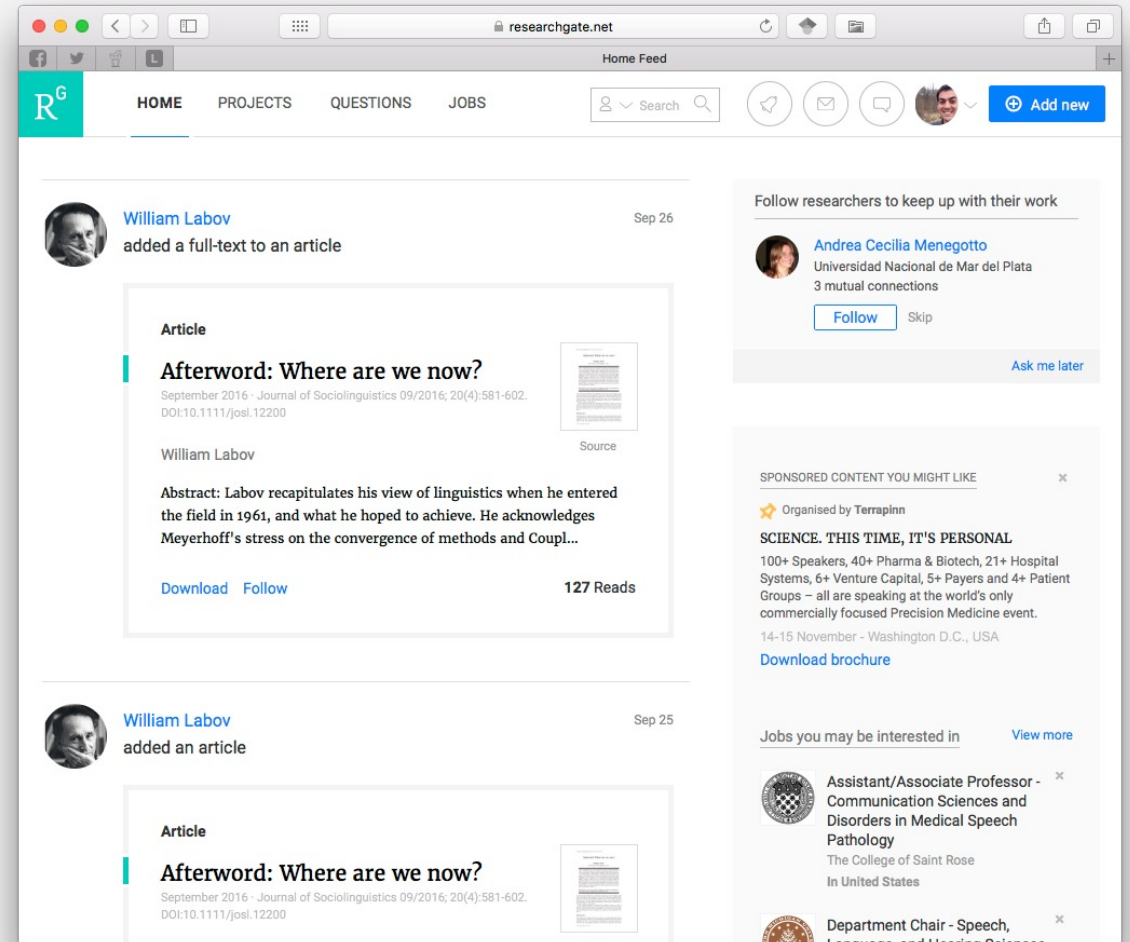 researchgate.net
Home Feed
RG
HOME
PROJECTS
QUESTIONS
JOBS
Search
Add new
William Labov
Sep 26
added a full-text to an article
Article
Afterword: Where are we now?
September 2016 · Journal of Sociolinguistics 09/2016; 20(4):581-602.
DOI:10.1111/josl.12200
Source
William Labov
Abstract: Labov recapitulates his view of linguistics when he entered
the field in 1961, and what he hoped to achieve. He acknowledges
Meyerhoff's stress on the convergence of methods and Coupl...
Download
Follow
127 Reads
William Labov
Sep 25
added an article
Article
Afterword: Where are we now?
September 2016 · Journal of Sociolinguistics 09/2016; 20(4):581-602.
DOI:10.1111/josl.12200
Follow researchers to keep up with their work
Andrea Cecilia Menegotto
Universidad Nacional de Mar del Plata
3 mutual connections
Follow
Skip
Ask me later
SPONSORED CONTENT YOU MIGHT LIKE
Organised by Terrapinn
SCIENCE. THIS TIME, IT'S PERSONAL
100+ Speakers, 40+ Pharma & Biotech, 21+ Hospital
Systems, 6+ Venture Capital, 5+ Payers and 4+ Patient
Groups – all are speaking at the world's only
commercially focused Precision Medicine event.
14-15 November - Washington D.C., USA
Download brochure
Jobs you may be interested in
View more
Assistant/Associate Professor -
Communication Sciences and
Disorders in Medical Speech
Pathology
The College of Saint Rose
In United States
Department Chair - Speech,
Language, and Hearing Sciences